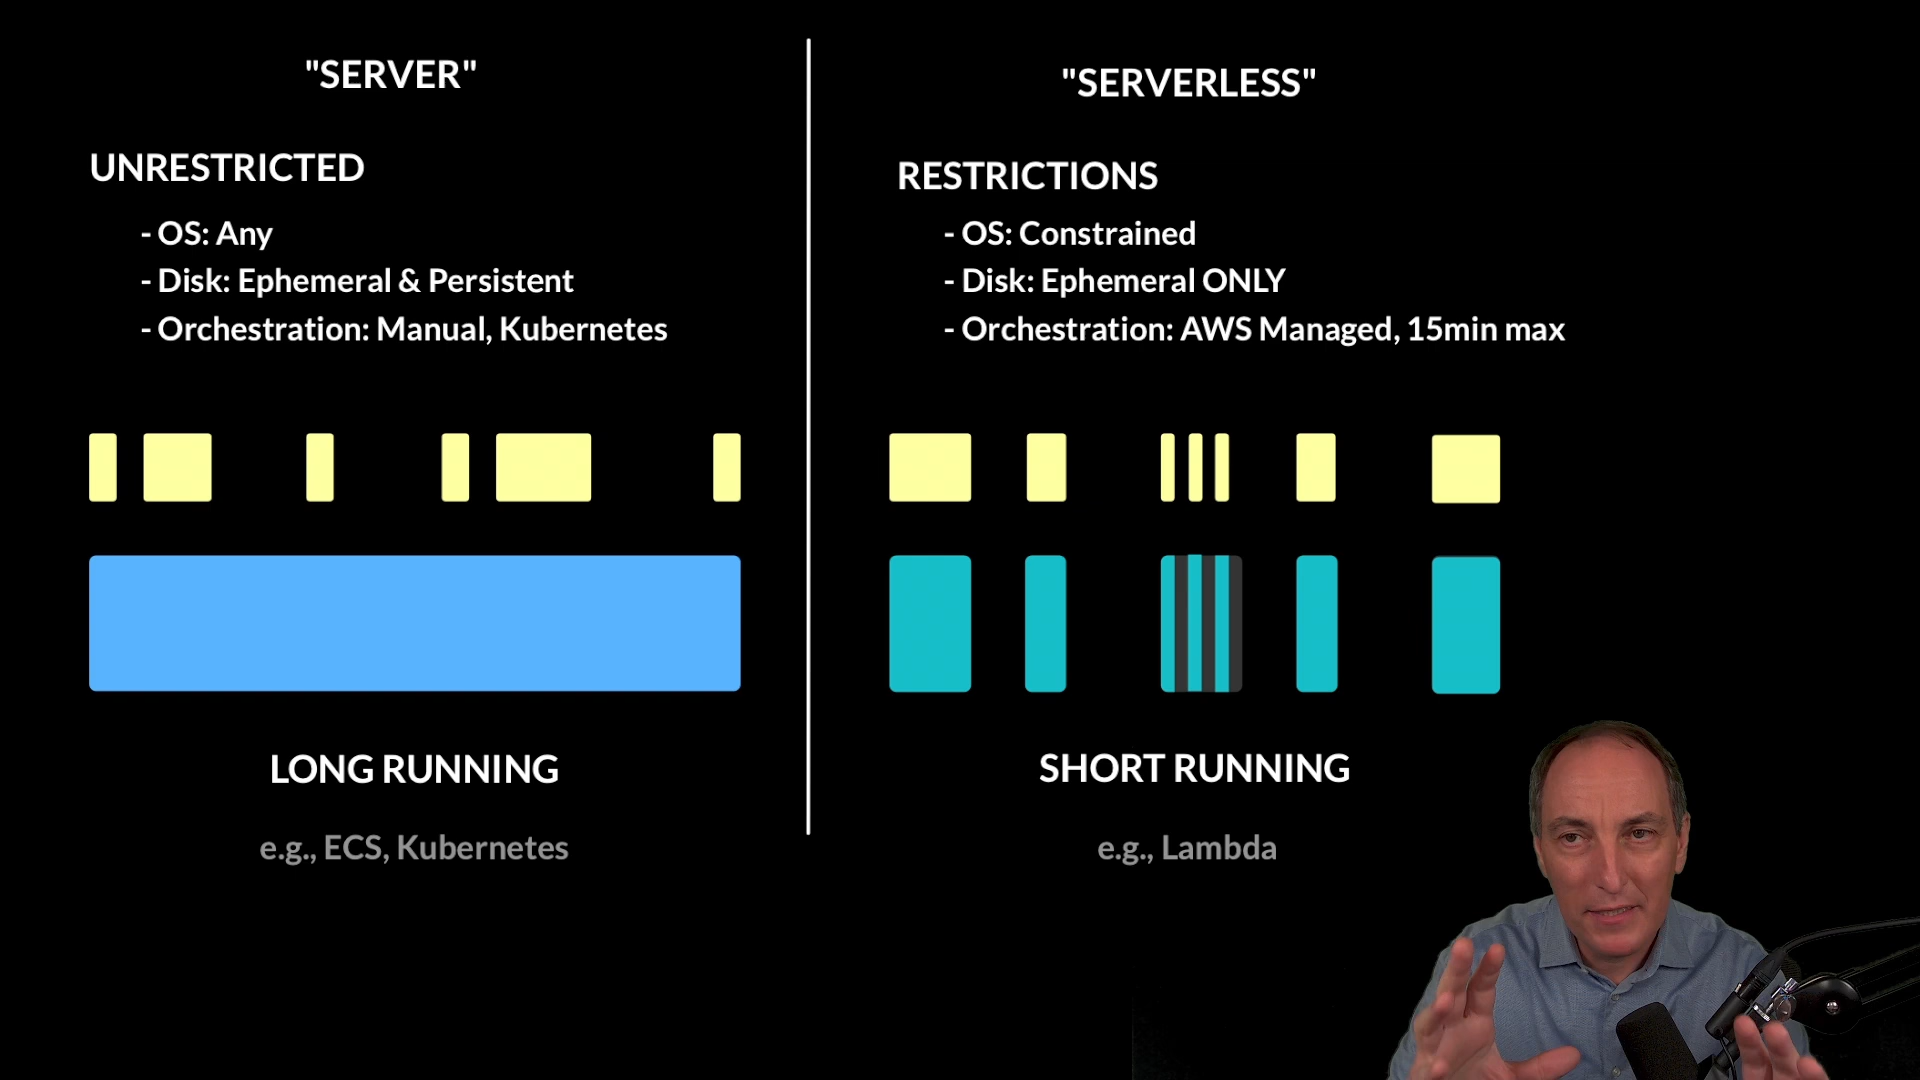 "SERVER"
UNRESTRICTED
- OS: Any
- Disk: Ephemeral & Persistent
- Orchestration: Manual, Kubernetes
LONG RUNNING
e.g., ECS, Kubernetes
"SERVERLESS"
RESTRICTIONS
- OS: Constrained
- Disk: Ephemeral ONLY
- Orchestration: AWS Managed, 15min max
SHORT RUNNING
e.g., Lambda